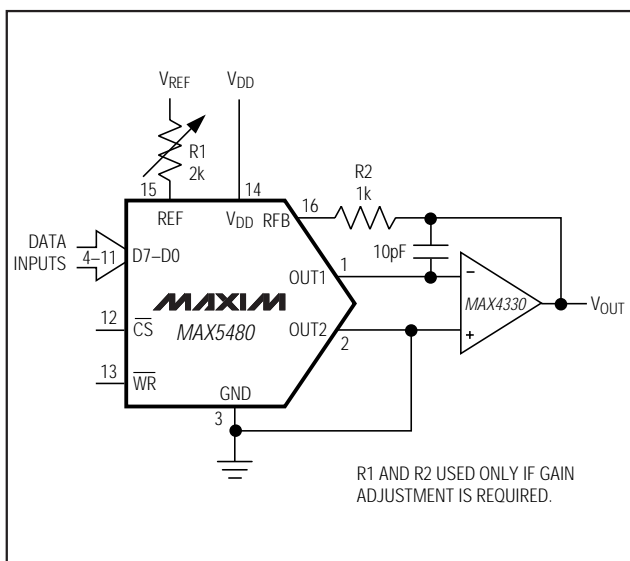 VREF
VDD
R1
2k
15
14
16
R2
1k
REF
VDD
RFB
10pF
DATA
INPUTS
4–11
D7–D0
OUT1
1
−
MAX4330
VOUT
MAXIM
MAX5480
12
CS
OUT2
2
+
13
WR
GND
3
R1 AND R2 USED ONLY IF GAIN
ADJUSTMENT IS REQUIRED.